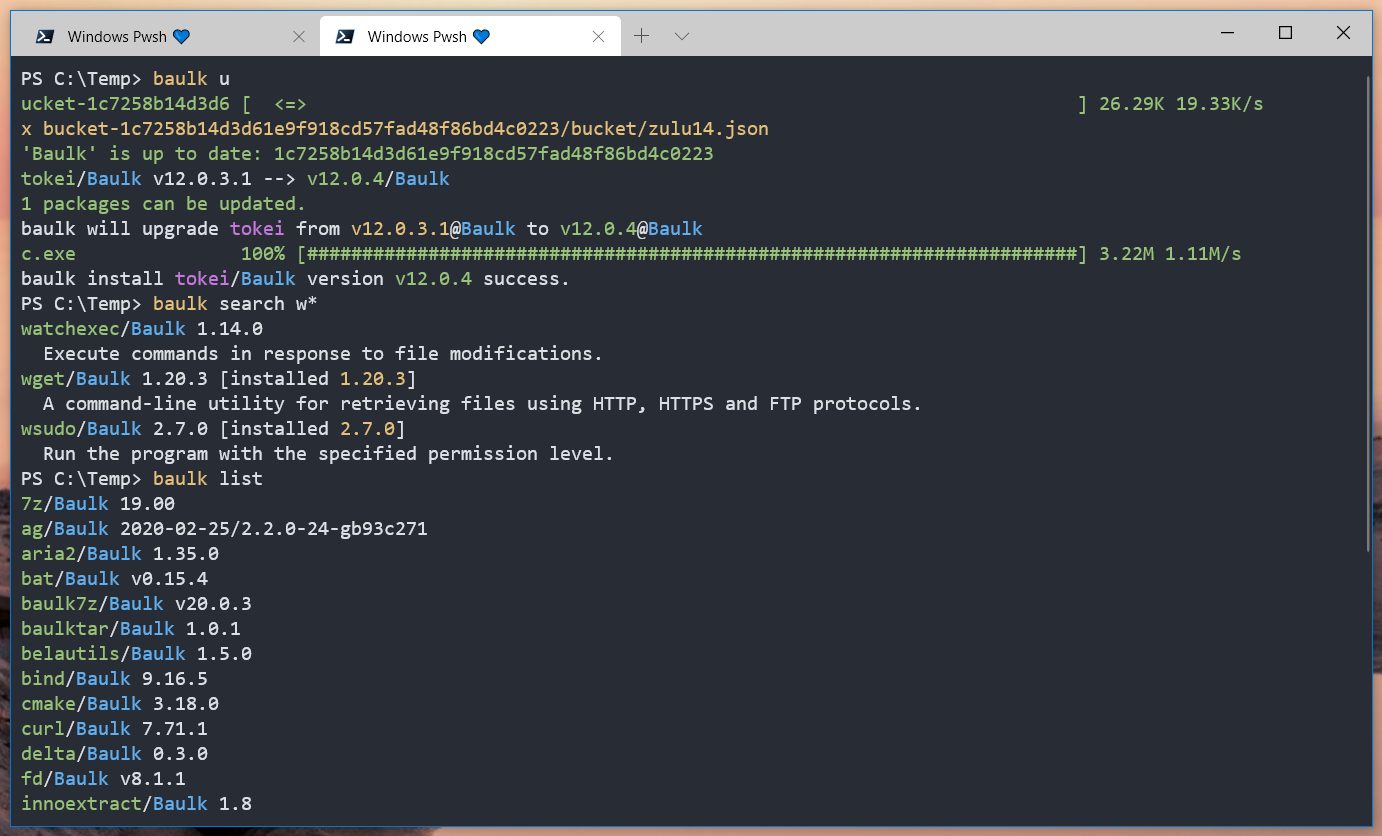 Windows Pwsh 💙
Windows Pwsh 💙
PS C:\Temp> baulk u
ucket-1c7258b14d3d6 [  <=>                                                                      ] 26.29K 19.33K/s
x bucket-1c7258b14d3d61e9f918cd57fad48f86bd4c0223/bucket/zulu14.json
'Baulk' is up to date: 1c7258b14d3d61e9f918cd57fad48f86bd4c0223
tokei/Baulk v12.0.3.1 --> v12.0.4/Baulk
1 packages can be updated.
baulk will upgrade tokei from v12.0.3.1@Baulk to v12.0.4@Baulk
c.exe               100% [######################################################################] 3.22M 1.11M/s
baulk install tokei/Baulk version v12.0.4 success.
PS C:\Temp> baulk search w*
watchexec/Baulk 1.14.0
  Execute commands in response to file modifications.
wget/Baulk 1.20.3 [installed 1.20.3]
  A command-line utility for retrieving files using HTTP, HTTPS and FTP protocols.
wsudo/Baulk 2.7.0 [installed 2.7.0]
  Run the program with the specified permission level.
PS C:\Temp> baulk list
7z/Baulk 19.00
ag/Baulk 2020-02-25/2.2.0-24-gb93c271
aria2/Baulk 1.35.0
bat/Baulk v0.15.4
baulk7z/Baulk v20.0.3
baulktar/Baulk 1.0.1
belautils/Baulk 1.5.0
bind/Baulk 9.16.5
cmake/Baulk 3.18.0
curl/Baulk 7.71.1
delta/Baulk 0.3.0
fd/Baulk v8.1.1
innoextract/Baulk 1.8